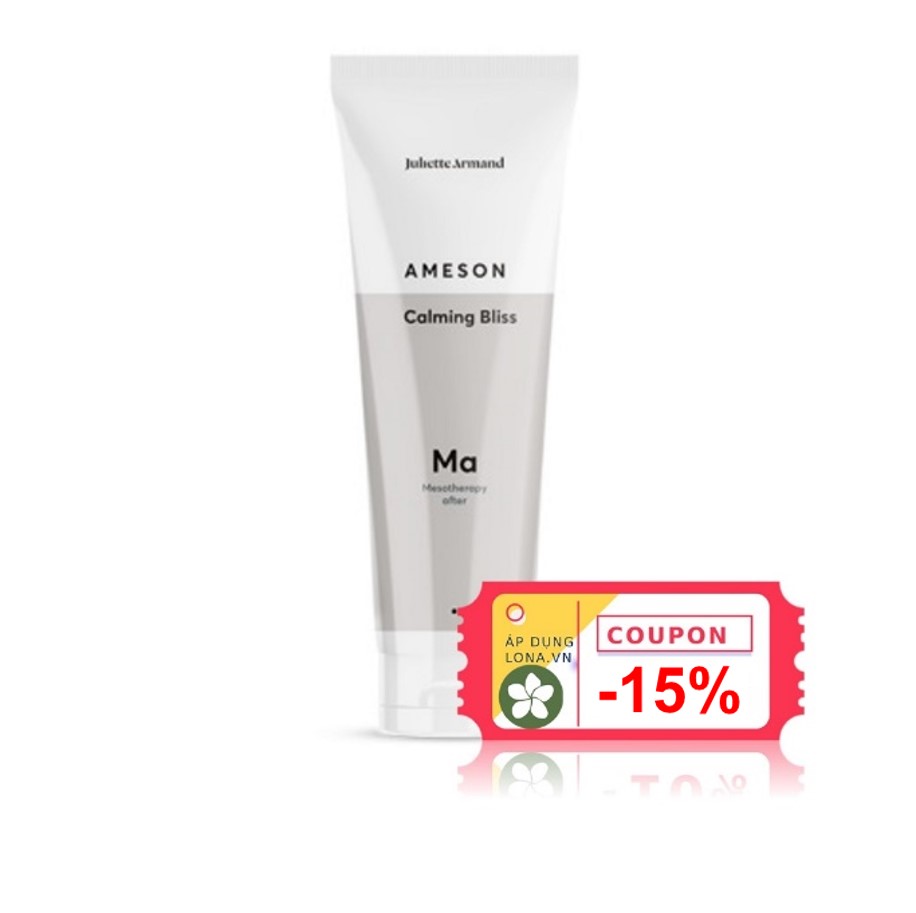 Juliette Armand
AMESON
Calming Bliss
Ma
Mesotherapy
after
ÁP DỤNG
LONA.VN
COUPON
-15%